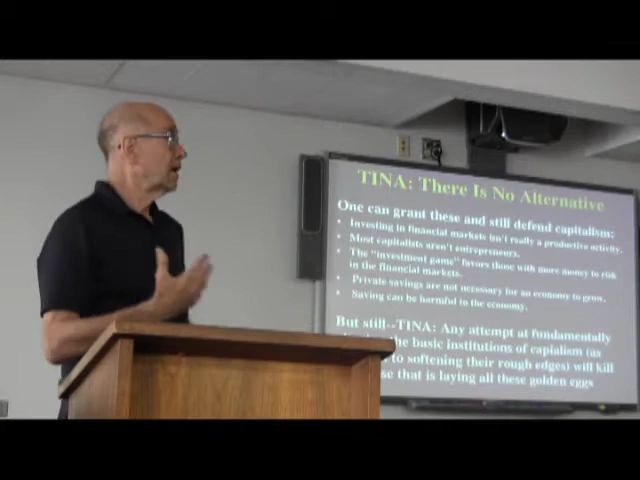 TINA: There Is No Alternative
One can grant these and still defend capitalism:
• Investing in financial markets isn't really a productive activity.
• Most capitalists aren't entrepreneurs.
• The "investment game" favors those with more money to risk
in the financial markets.
• Private savings are not necessary for an economy to grow.
• Saving can be harmful to the economy.
But still--TINA: Any attempt at fundamentally
the basic institutions of capialism (as
to softening their rough edges) will kill
that is laying all these golden eggs